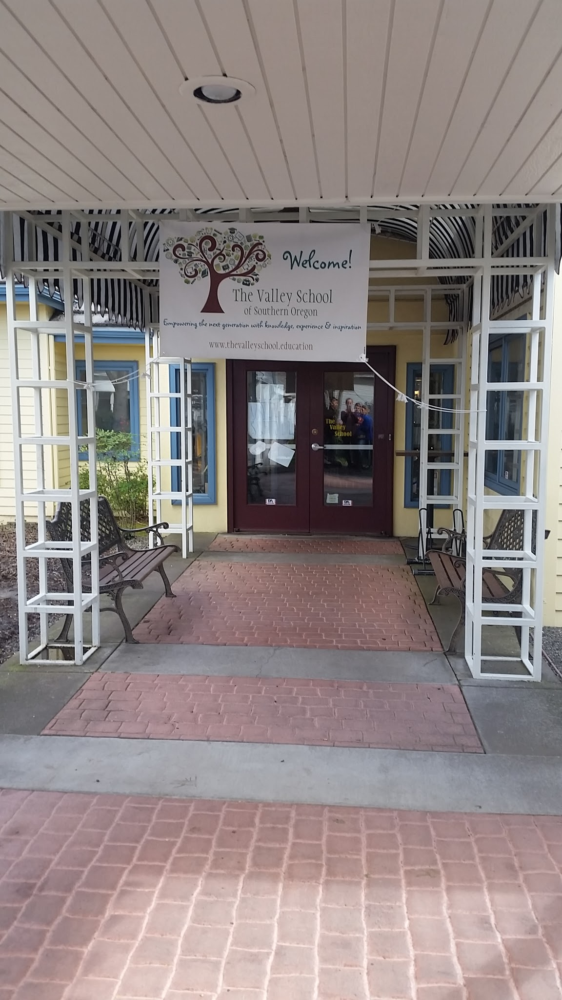 Welcome!
The Valley School
of Southern Oregon
Empowering the next generation with knowledge, experience & inspiration
www.thevalleyschool.education
The
Valley
School